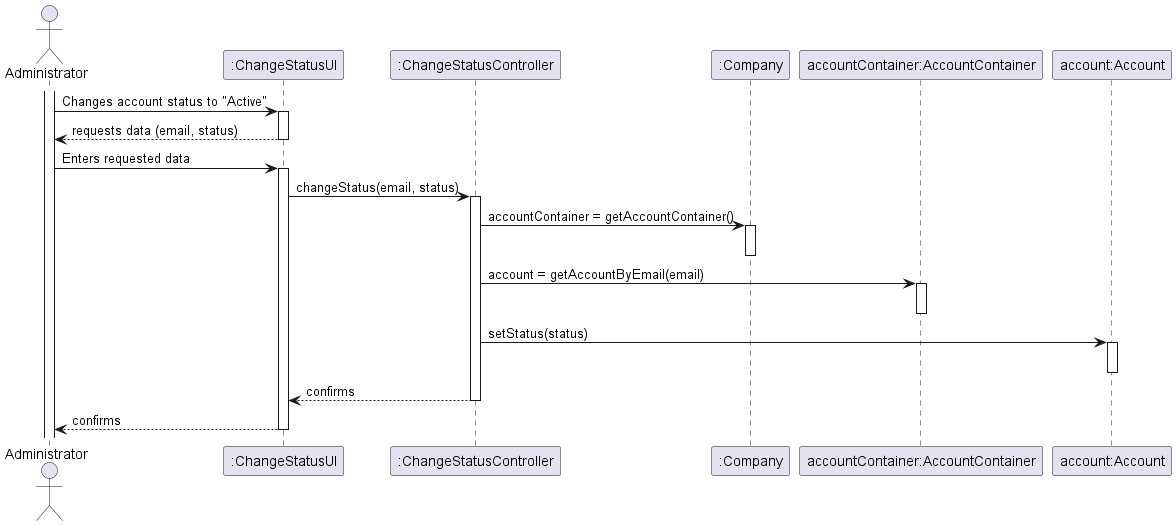 Administrator
:ChangeStatusUI
:ChangeStatusController
:Company
accountContainer:AccountContainer
account:Account
Changes account status to "Active"
requests data (email, status)
Enters requested data
changeStatus(email, status)
accountContainer = getAccountContainer()
account = getAccountByEmail(email)
setStatus(status)
confirms
confirms
Administrator
:ChangeStatusUI
:ChangeStatusController
:Company
accountContainer:AccountContainer
account:Account